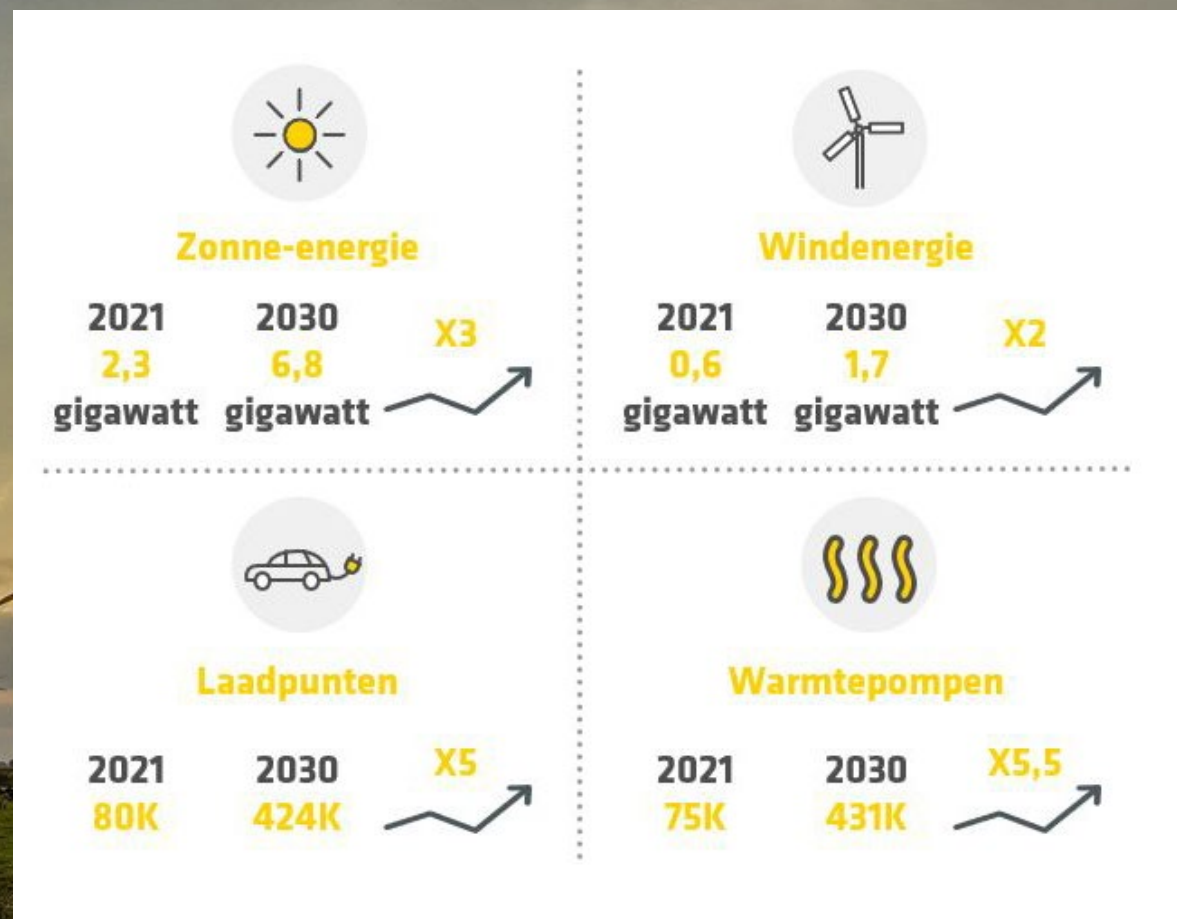 Zonne-energie
2021 2030 X3
2,3 6,8
gigawatt gigawatt
Windenergie
2021 2030 X2
0,6 1,7
gigawatt gigawatt
Laadpunten
2021 2030 X5
80K 424K
Warmtepompen
2021 2030 X5,5
75K 431K